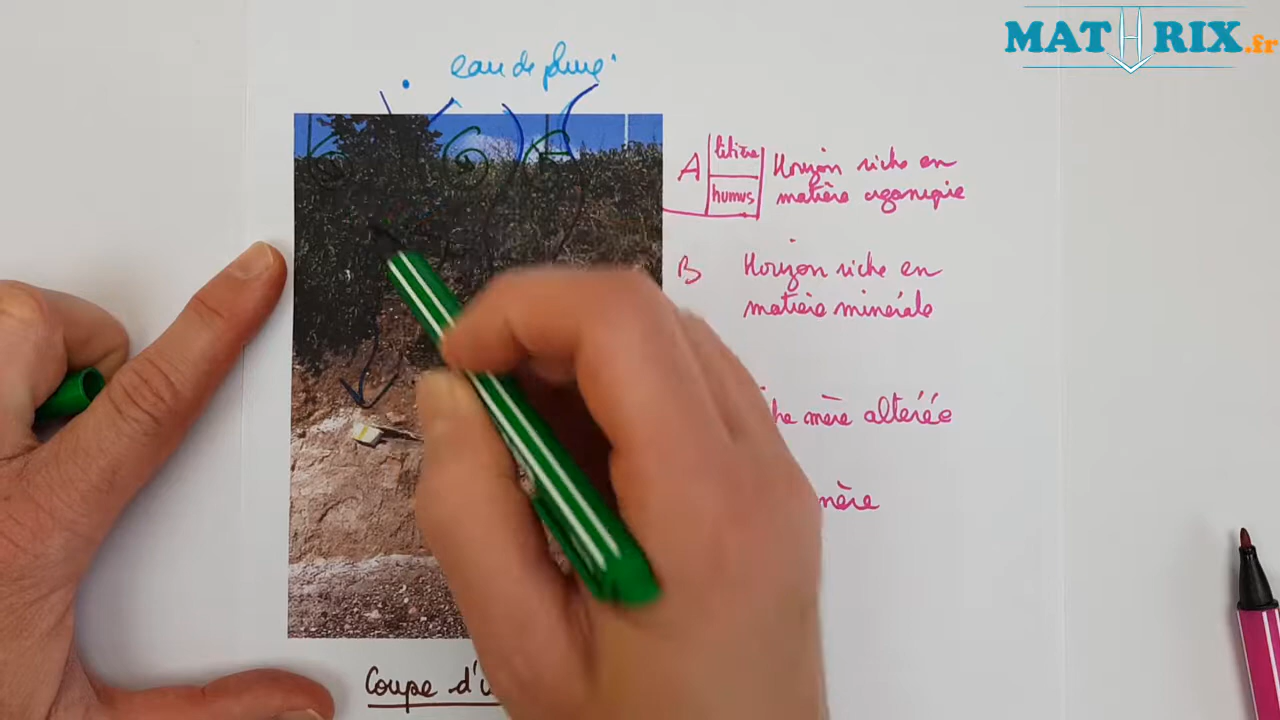 MATHRIX.fr
eau de pluie
A
litière
humus
Horizon riche en
matière organique
B
Horizon riche en
matière minérale
mère altérée
mère
Coupe